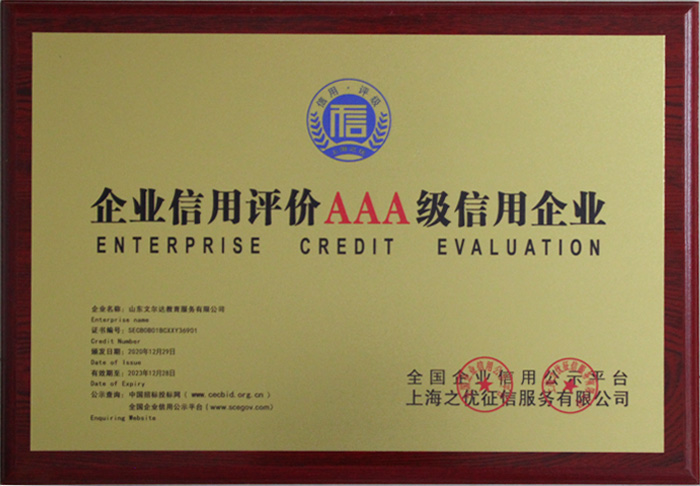 信用·评级
信
企业信用评价AAA级信用企业
ENTERPRISE CREDIT EVALUATION
企业名称：山东文尔达教育服务有限公司
Enterprise name
证书编号：
Credit Number
颁发日期：2020年12月29日
Date of Issue
有效期至：2023年12月28日
Date of Expiry
公示查询：中国招标投标网（www.cecbid.org.cn）
全国企业信用公示平台（www.scegov.com）
Enquiring Website
全国企业信用公示平台
上海之优征信服务有限公司